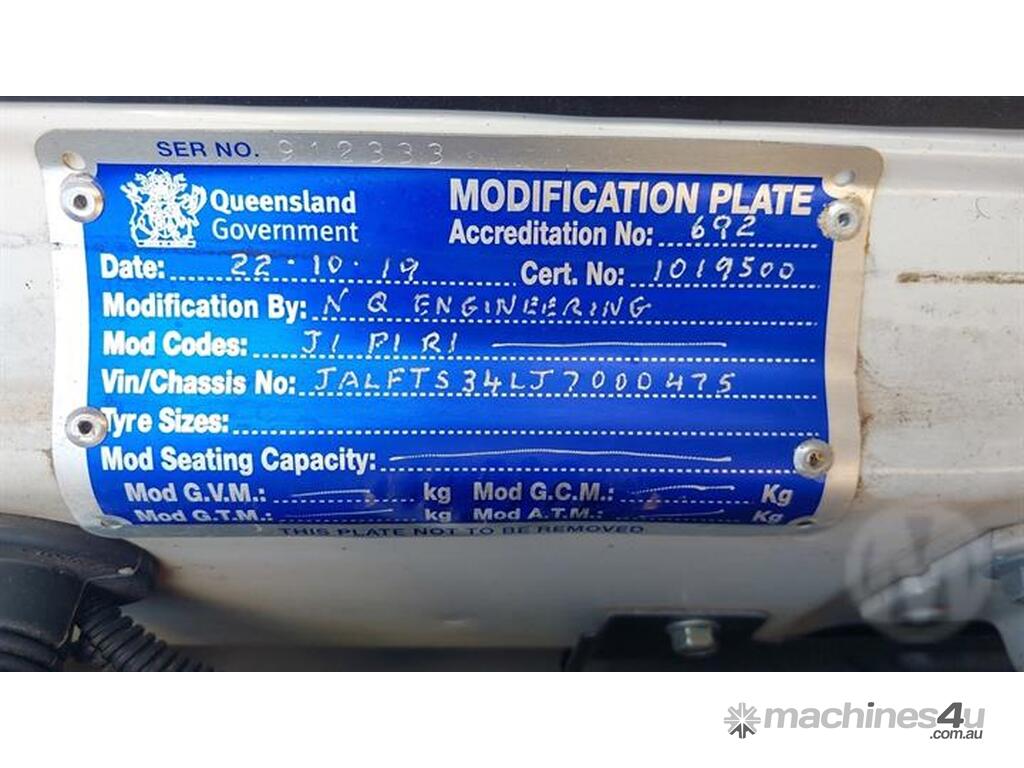 SER NO. 912333
Queensland Government
MODIFICATION PLATE
Accreditation No: 692
Date: 22·10·19 Cert. No: 1019500
Modification By: N Q ENGINEERING
Mod Codes: J1 P1 R1
Vin/Chassis No: JALFTS34LJ7000475
Tyre Sizes:
Mod Seating Capacity:
Mod G.V.M.: kg Mod G.C.M.: Kg
Mod G.T.M.: kg Mod A.T.M.: Kg
THIS PLATE NOT TO BE REMOVED
machines4u
.com.au